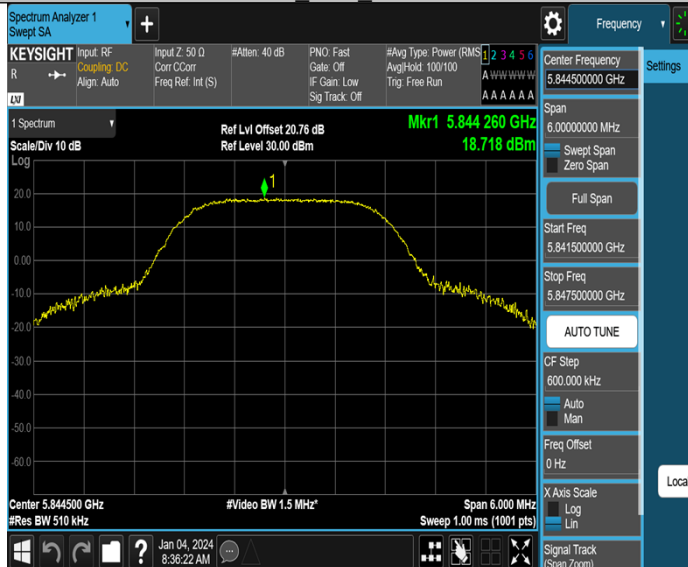 Spectrum Analyzer 1
Swept SA
Frequency
KEYSIGHT
R
LXI
Input: RF
Coupling: DC
Align: Auto
Input Z: 50 Ω
Corr CCorr
Freq Ref: Int (S)
#Atten: 40 dB
PNO: Fast
Gate: Off
IF Gain: Low
Sig Track: Off
#Avg Type: Power (RMS
Avg|Hold: 100/100
Trig: Free Run
1 2 3 4 5 6
A W W W W W
A A A A A A
1 Spectrum
Scale/Div 10 dB
Ref Lvl Offset 20.76 dB
Ref Level 30.00 dBm
Mkr1 5.844 260 GHz
18.718 dBm
Log
1
20.0
10.0
0.00
-10.0
-20.0
-30.0
-40.0
-50.0
-60.0
Center 5.844500 GHz
#Res BW 510 kHz
#Video BW 1.5 MHz*
Span 6.000 MHz
Sweep 1.00 ms (1001 pts)
Jan 04, 2024
8:36:22 AM
?
Center Frequency
5.844500000 GHz
Span
6.00000000 MHz
Swept Span
Zero Span
Full Span
Start Freq
5.841500000 GHz
Stop Freq
5.847500000 GHz
AUTO TUNE
CF Step
600.000 kHz
Auto
Man
Freq Offset
0 Hz
X Axis Scale
Log
Lin
Signal Track
(Span Zoom)
Settings
Loca